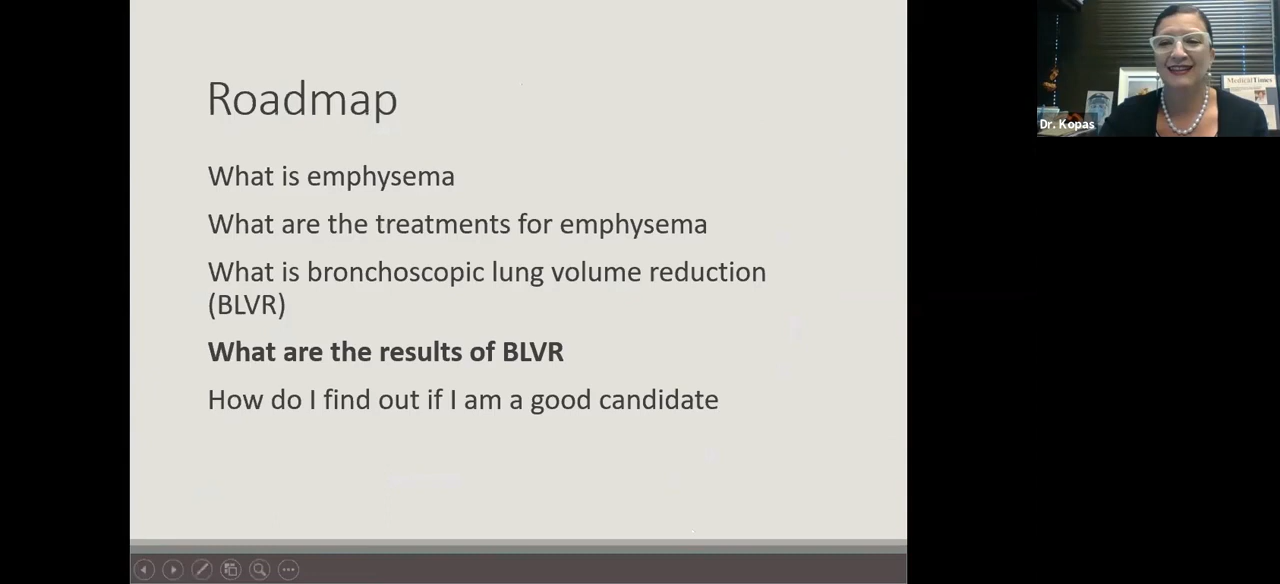 Roadmap
What is emphysema
What are the treatments for emphysema
What is bronchoscopic lung volume reduction
(BLVR)
What are the results of BLVR
How do I find out if I am a good candidate
MedicalTimes
Dr. Kopas